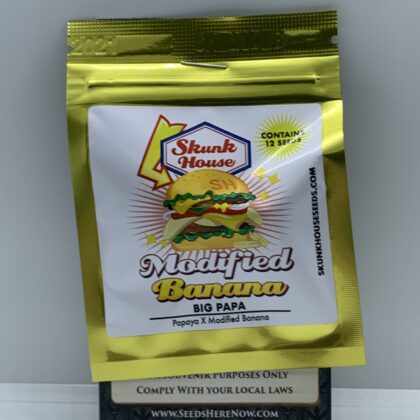 2021
Skunk
House
CONTAINS
12 SEEDS
SH
SKUNKHOUSESEEDS.COM
Modified
Banana
BIG PAPA
Papaya X Modified Banana
SOUVENIR PURPOSES ONLY
COMPLY WITH YOUR LOCAL LAWS
WWW.SEEDSHERENOW.COM